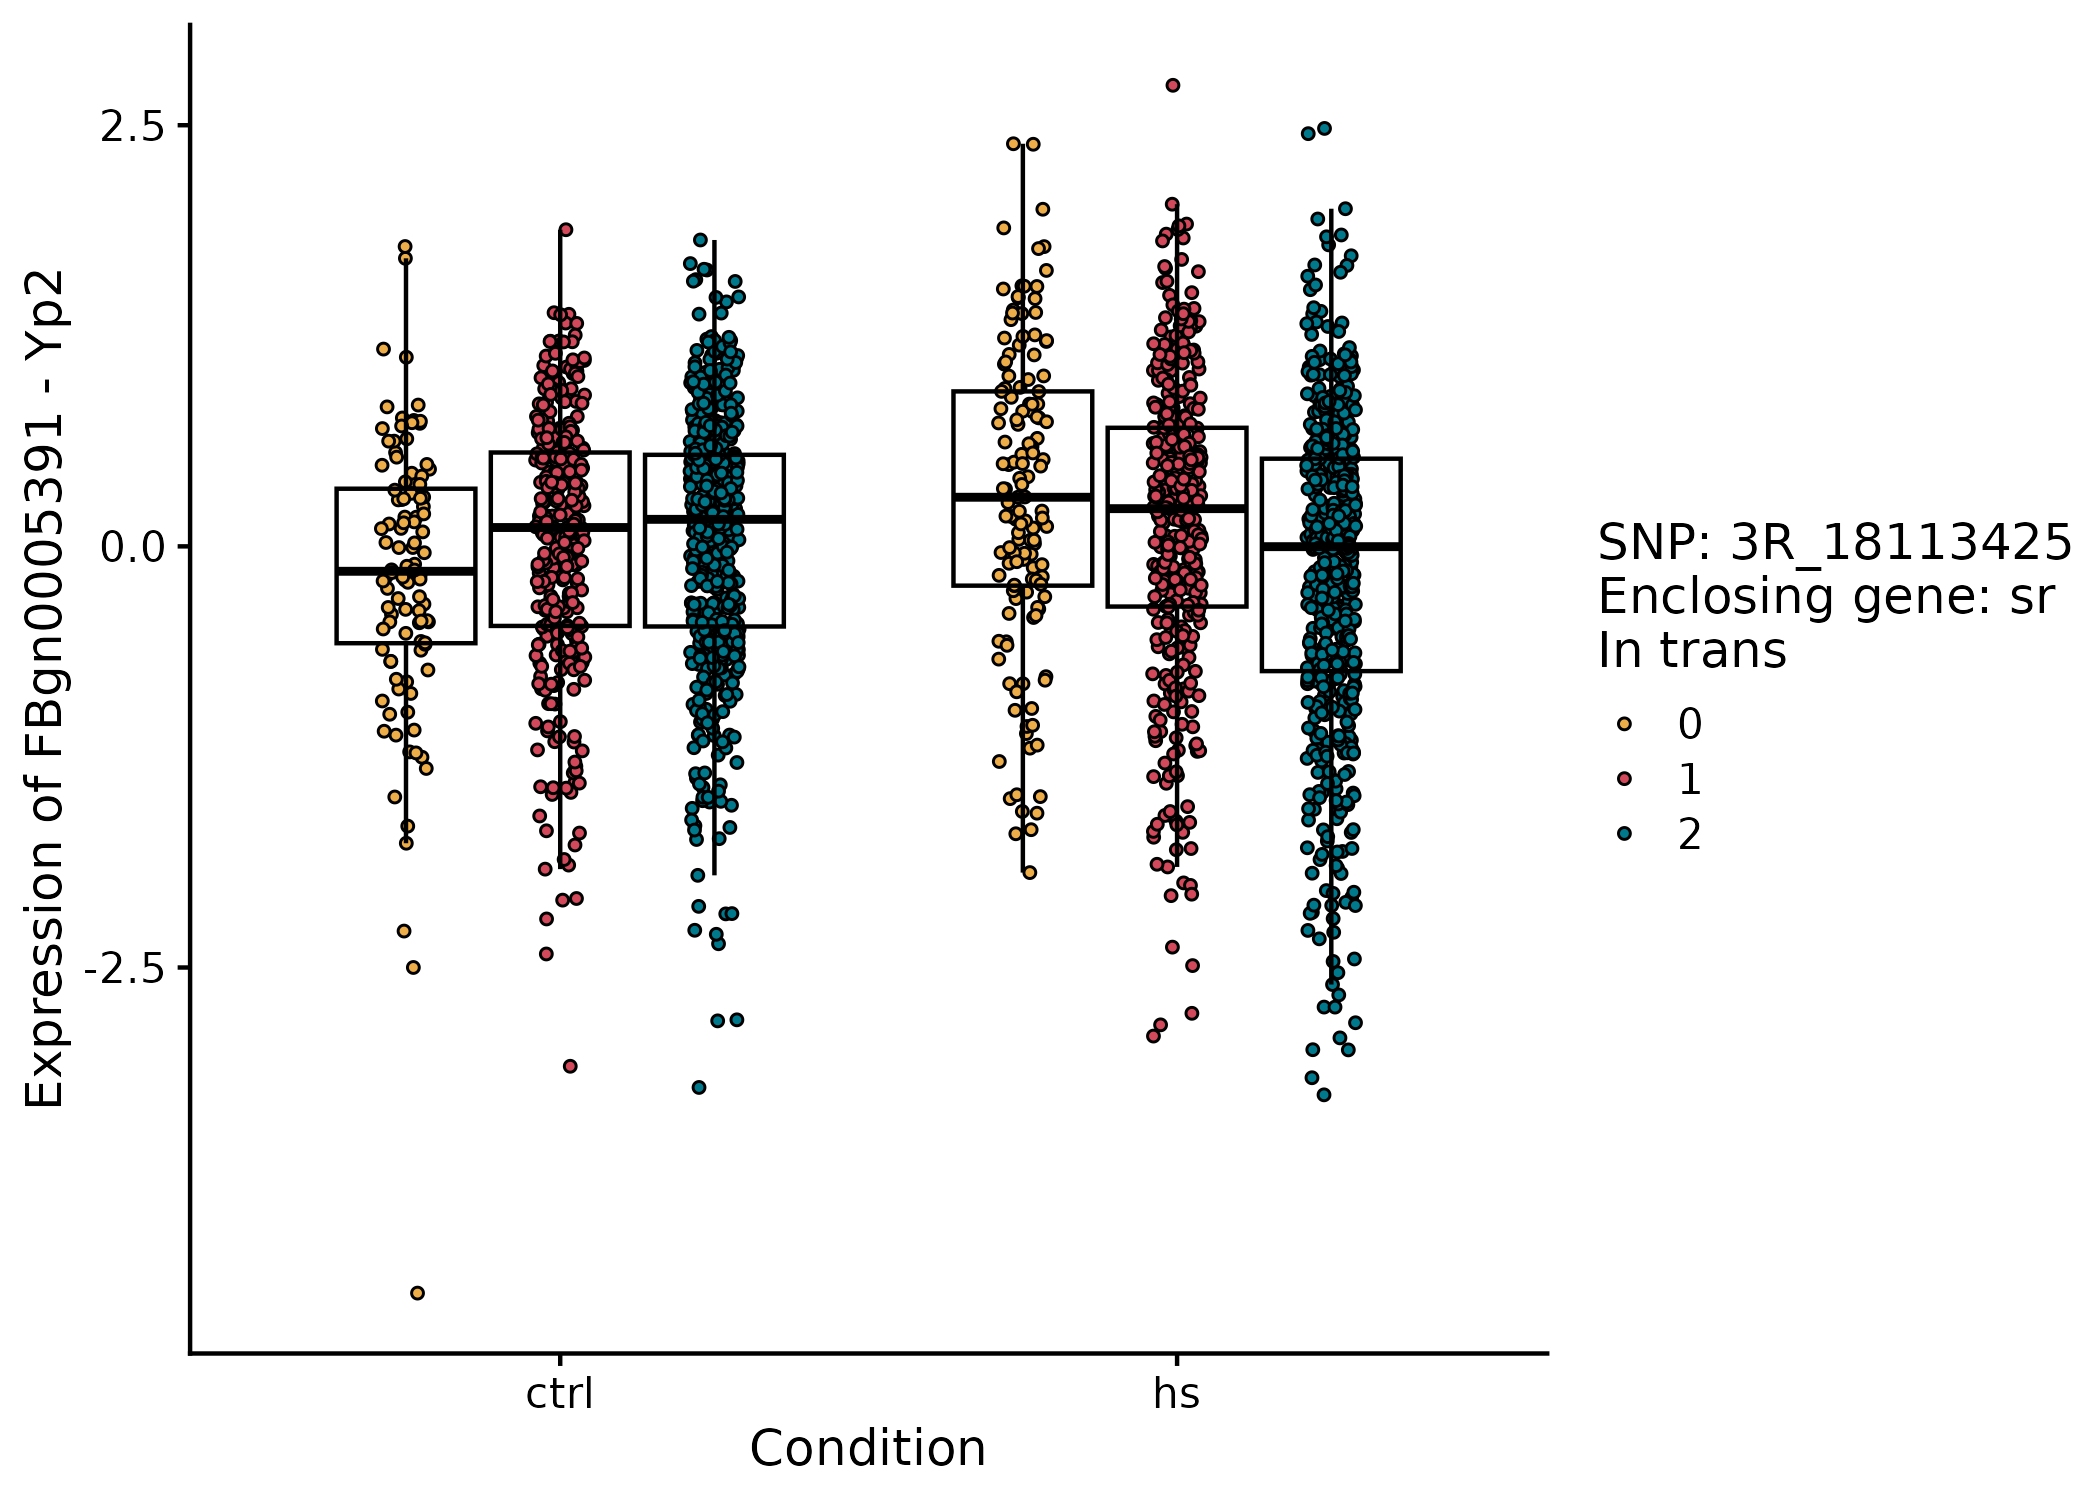 Expression of FBgn0005391 - Yp2
2.5
0.0
-2.5
ctrl
hs
Condition
SNP: 3R_18113425
Enclosing gene: sr
In trans
0
1
2